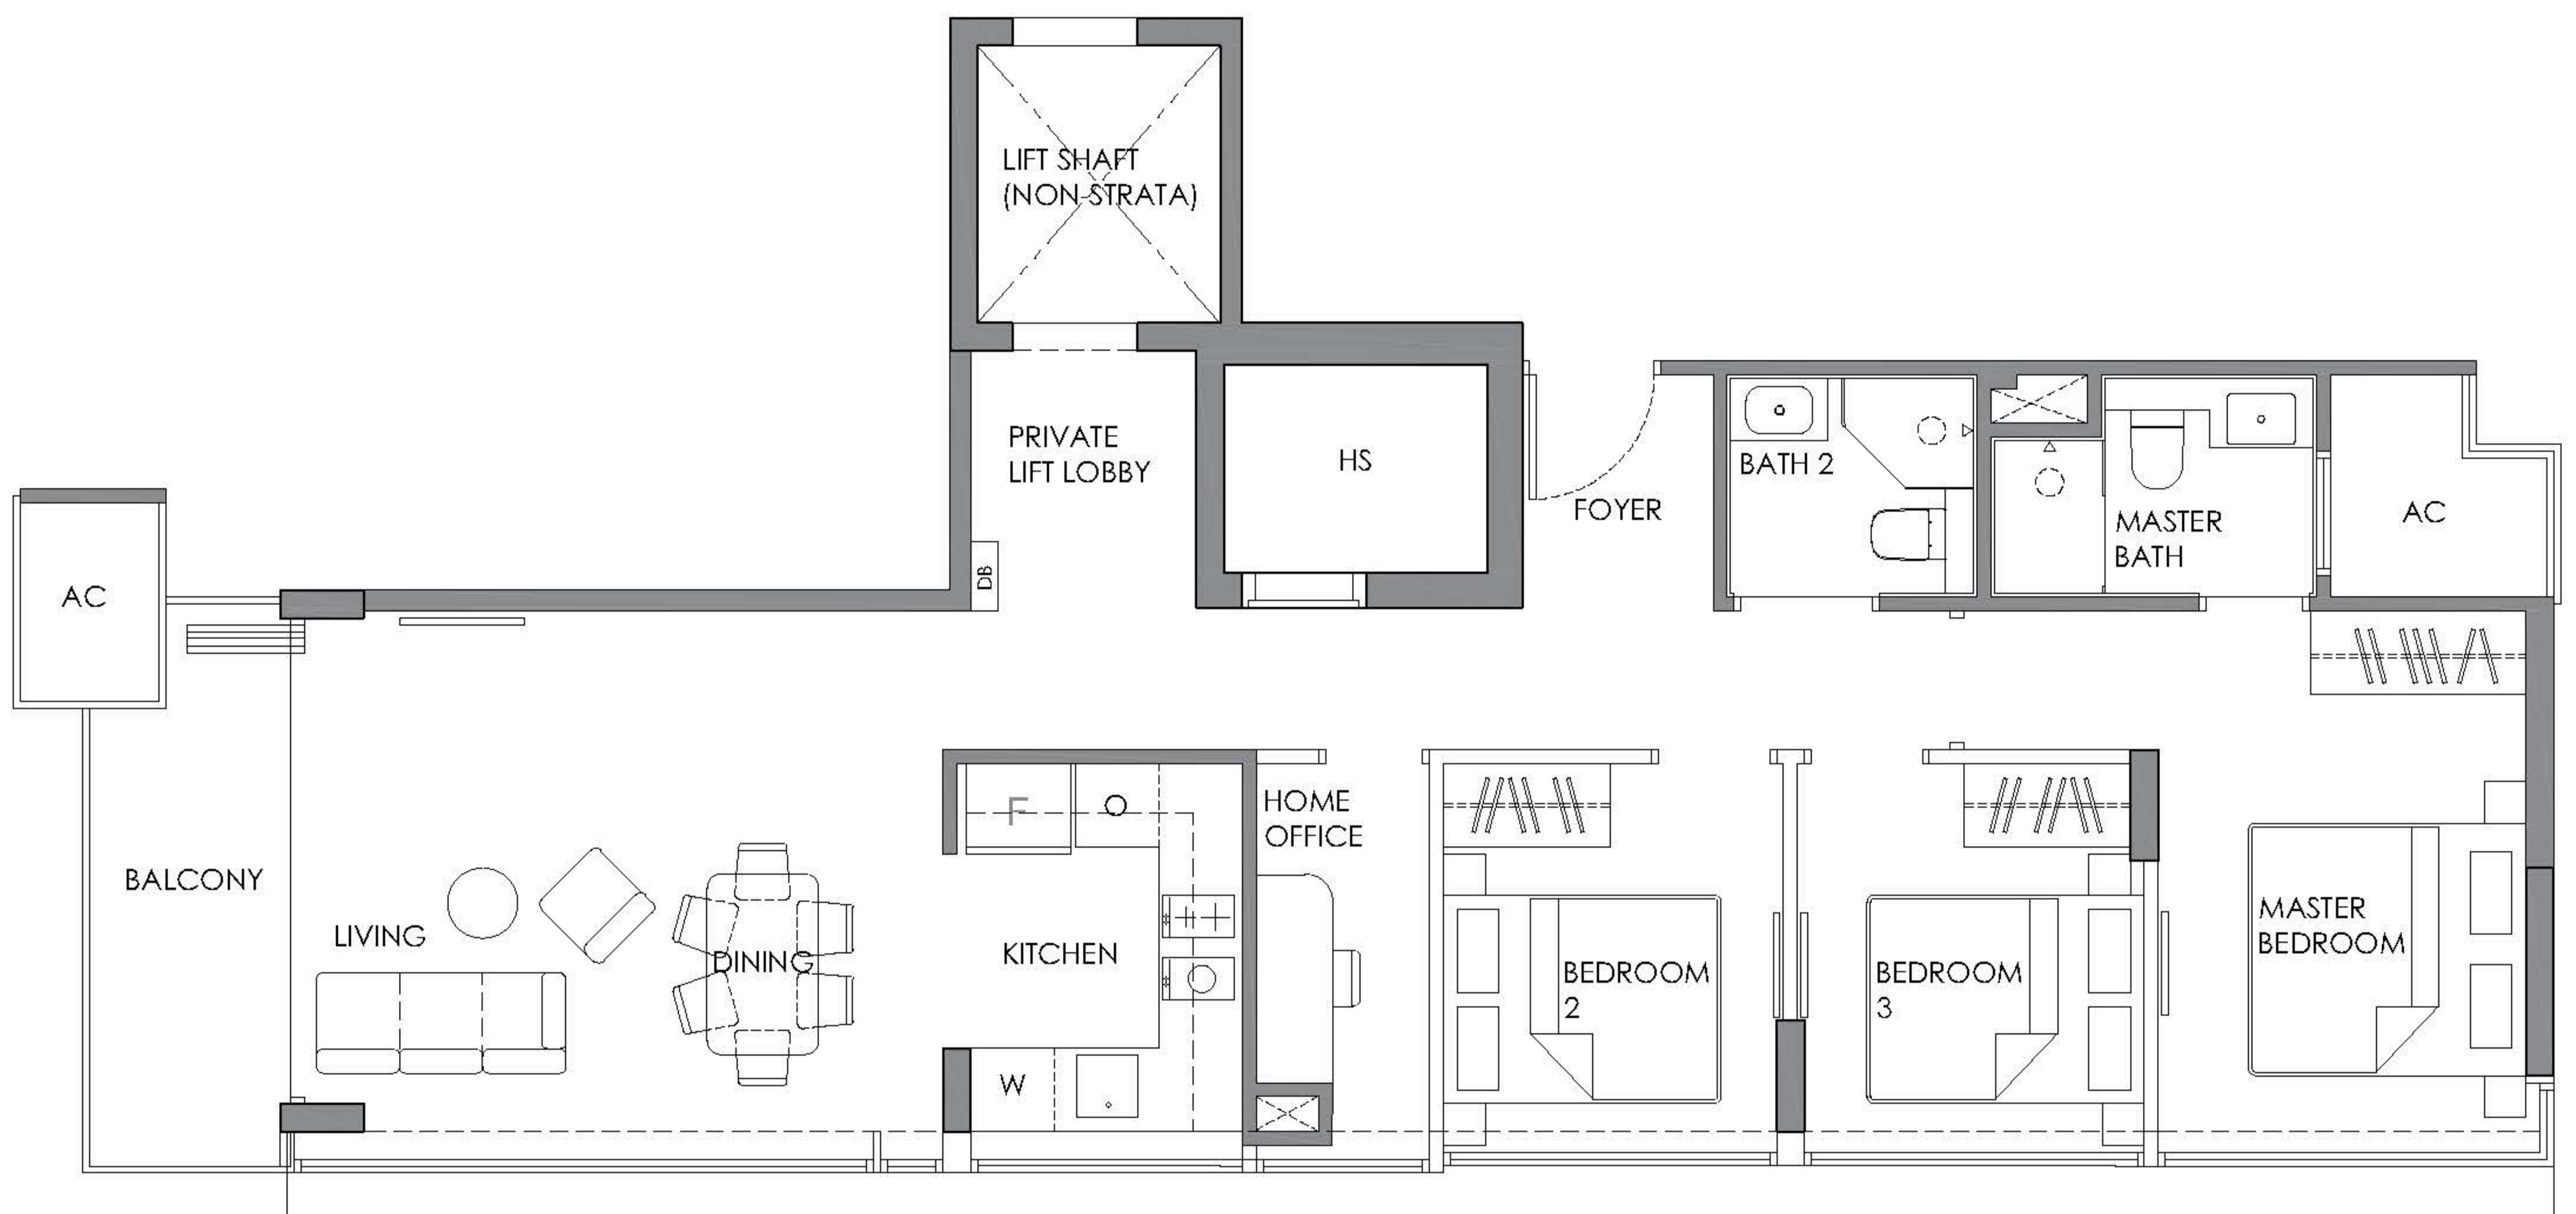 LIFT SHAFT
(NON-STRATA)
PRIVATE
LIFT LOBBY
HS
FOYER
BATH 2
MASTER
BATH
AC
AC
DB
BALCONY
LIVING
DINING
F
O
KITCHEN
W
HOME
OFFICE
BEDROOM
2
BEDROOM
3
MASTER
BEDROOM